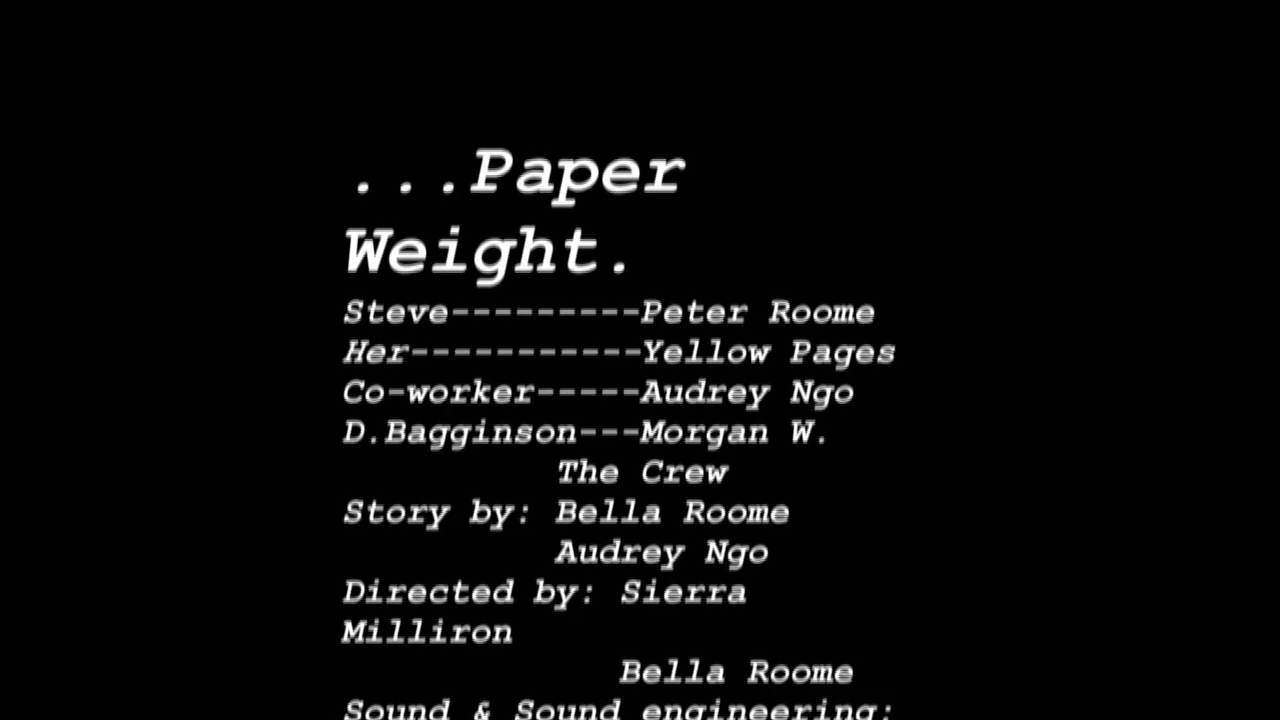 ...Paper
Weight.
Steve---------Peter Roome
Her-----------Yellow Pages
Co-worker-----Audrey Ngo
D.Bagginson---Morgan W.
The Crew
Story by: Bella Roome
Audrey Ngo
Directed by: Sierra
Milliron
Bella Roome
Sound & Sound engineering: